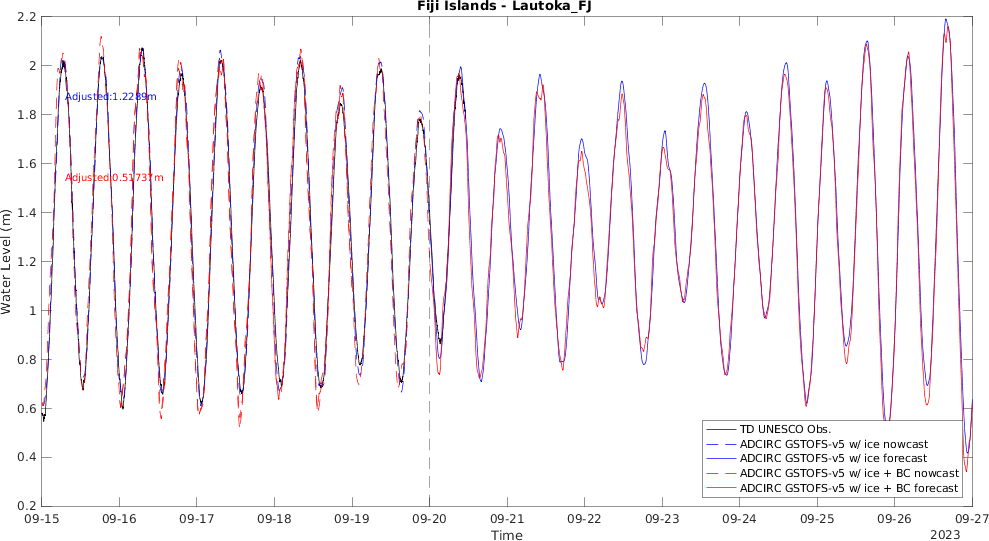 Fiji Islands - Lautoka_FJ
2.2
2
1.8
1.6
1.4
1.2
1
0.8
0.6
0.4
0.2
Water Level (m)
Adjusted:1.2289m
Adjusted:0.51737m
TD UNESCO Obs.
ADCIRC GSTOFS-v5 w/ ice nowcast
ADCIRC GSTOFS-v5 w/ ice forecast
ADCIRC GSTOFS-v5 w/ ice + BC nowcast
ADCIRC GSTOFS-v5 w/ ice + BC forecast
09-15 09-16 09-17 09-18 09-19 09-20 09-21 09-22 09-23 09-24 09-25 09-26 09-27
Time
2023